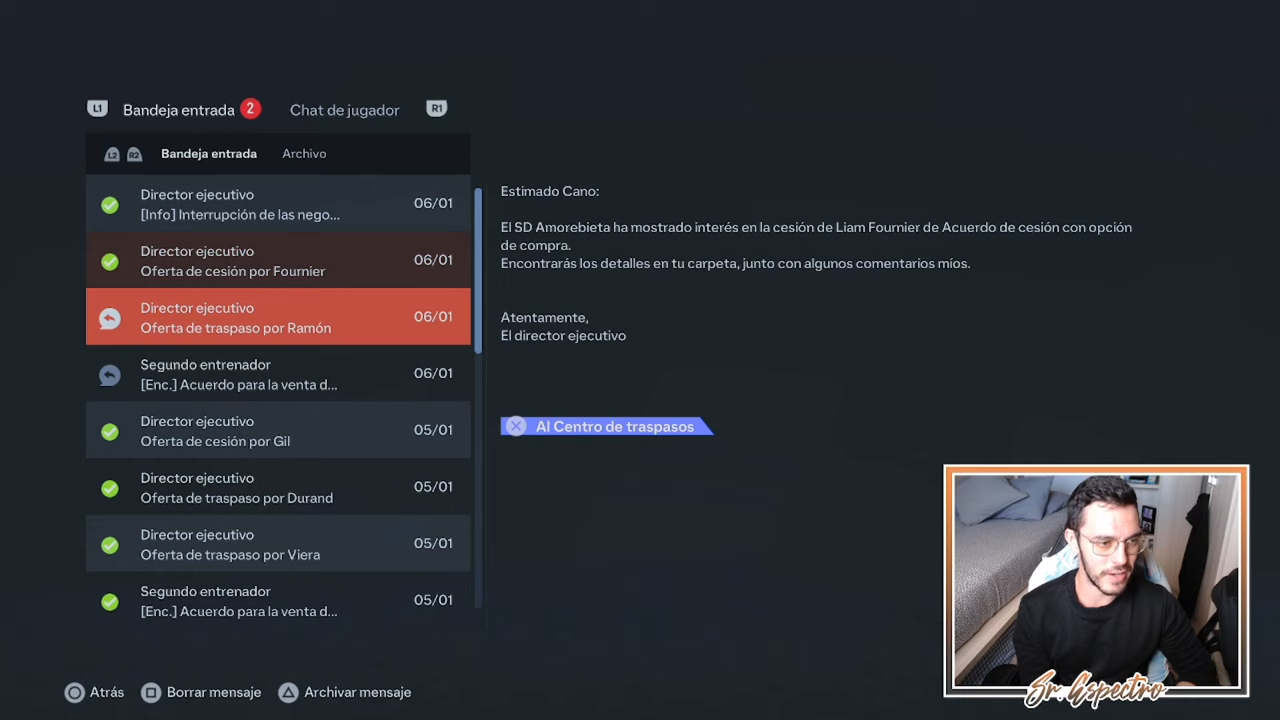 L1 Bandeja entrada 2 Chat de jugador R1
L2 R2 Bandeja entrada Archivo
Director ejecutivo
[Info] Interrupción de las nego...
06/01
Director ejecutivo
Oferta de cesión por Fournier
06/01
Director ejecutivo
Oferta de traspaso por Ramón
06/01
Segundo entrenador
[Enc.] Acuerdo para la venta d...
06/01
Director ejecutivo
Oferta de cesión por Gil
05/01
Director ejecutivo
Oferta de traspaso por Durand
05/01
Director ejecutivo
Oferta de traspaso por Viera
05/01
Segundo entrenador
[Enc.] Acuerdo para la venta d...
05/01
Estimado Cano:
El SD Amorebieta ha mostrado interés en la cesión de Liam Fournier de Acuerdo de cesión con opción
de compra.
Encontrarás los detalles en tu carpeta, junto con algunos comentarios míos.
Atentamente,
El director ejecutivo
Al Centro de traspasos
Atrás Borrar mensaje Archivar mensaje
Sr. Aspectro